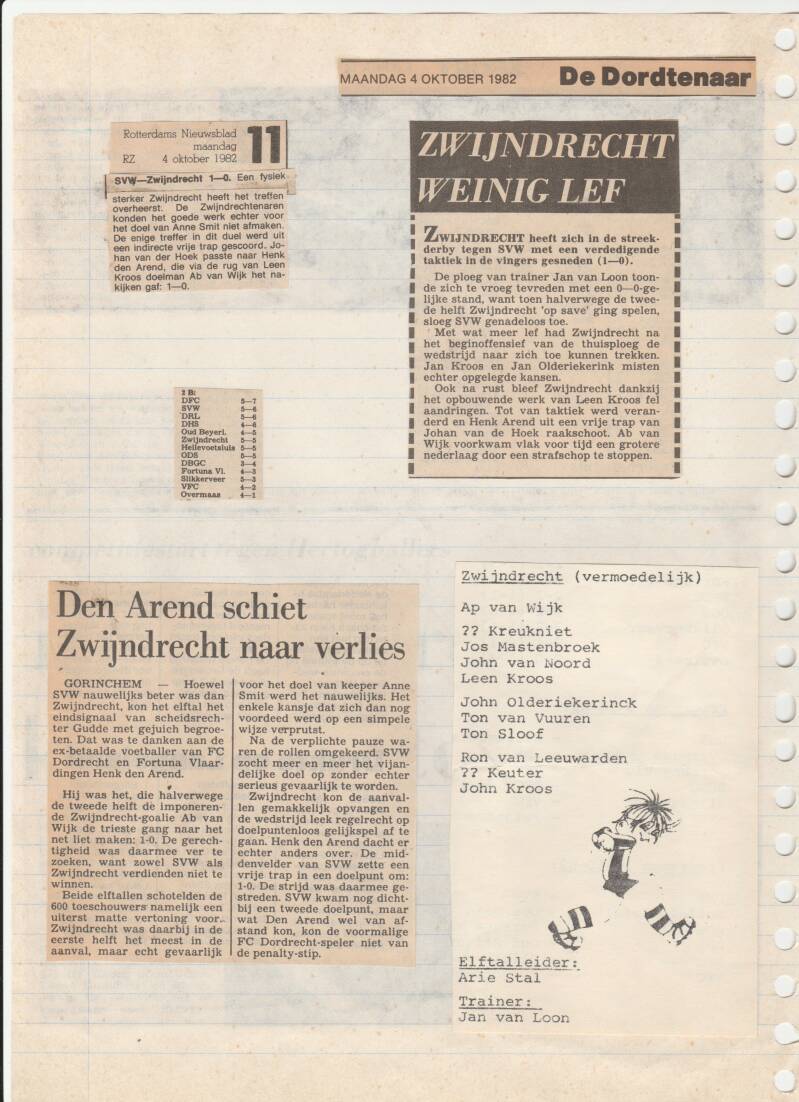 MAANDAG 4 OKTOBER 1982 De Dordtenaar
Rotterdams Nieuwsblad
maandag
RZ 4 oktober 1982
11
SVW—Zwijndrecht 1—0. Een fysiek
sterker Zwijndrecht heeft het treffen
overheerst. De Zwijndrechtenaren
konden het goede werk echter voor
het doel van Anne Smit niet afmaken.
De enige treffer in dit duel werd uit
een indirecte vrije trap gescoord. Jo-
han van der Hoek passte naar Henk
den Arend, die via de rug van Leen
Kroos doelman Ab van Wijk het na-
kijken gaf: 1—0.
ZWIJNDRECHT
WEINIG LEF
ZWIJNDRECHT heeft zich in de streek-
derby tegen SVW met een verdedigende
taktiek in de vingers gesneden (1—0).
De ploeg van trainer Jan van Loon toon-
de zich te vroeg tevreden met een 0—0-ge-
lijke stand, want toen halverwege de twee-
de helft Zwijndrecht 'op save' ging spelen,
sloeg SVW genadeloos toe.
Met wat meer lef had Zwijndrecht na
het beginoffensief van de thuisploeg de
wedstrijd naar zich toe kunnen trekken.
Jan Kroos en Jan Olderiekerink misten
echter opgelegde kansen.
Ook na rust bleef Zwijndrecht dankzij
het opbouwende werk van Leen Kroos fel
aandringen. Tot van taktiek werd veran-
derd en Henk Arend uit een vrije trap van
Johan van de Hoek raakschoot. Ab van
Wijk voorkwam vlak voor tijd een grotere
nederlaag door een strafschop te stoppen.
2 B:
DFC 5—7
SVW 5—6
DRL 5—6
DHS 4—6
Oud Beyerl. 4—5
Zwijndrecht 5—5
Hellevoetsluis 5—5
ODS 5—5
DBGC 3—4
Fortuna Vl. 4—3
Slikkerveer 5—3
VFC 4—2
Overmaas 4—1
Den Arend schiet
Zwijndrecht naar verlies
GORINCHEM — Hoewel
SVW nauwelijks beter was dan
Zwijndrecht, kon het elftal het
eindsignaal van scheidsrech-
ter Gudde met gejuich begroe-
ten. Dat was te danken aan de
ex-betaalde voetballer van FC
Dordrecht en Fortuna Vlaar-
dingen Henk den Arend.
Hij was het, die halverwege
de tweede helft de imponeren-
de Zwijndrecht-goalie Ab van
Wijk de trieste gang naar het
net liet maken: 1-0. De gerech-
tigheid was daarmee ver te
zoeken, want zowel SVW als
Zwijndrecht verdienden niet te
winnen.
Beide elftallen schotelden de
600 toeschouwers namelijk een
uiterst matte vertoning voor.
Zwijndrecht was daarbij in de
eerste helft het meest in de
aanval, maar echt gevaarlijk
voor het doel van keeper Anne
Smit werd het nauwelijks. Het
enkele kansje dat zich dan nog
voordeed werd op een simpele
wijze verprutst.
Na de verplichte pauze wa-
ren de rollen omgekeerd. SVW
zocht meer en meer het vijan-
delijke doel op zonder echter
serieus gevaarlijk te worden.
Zwijndrecht kon de aanval-
len gemakkelijk opvangen en
de wedstrijd leek regelrecht op
doelpuntenloos gelijkspel af te
gaan. Henk den Arend dacht er
echter anders over. De mid-
denvelder van SVW zette een
vrije trap in een doelpunt om:
1-0. De strijd was daarmee ge-
streden. SVW kwam nog dicht-
bij een tweede doelpunt, maar
wat Den Arend wel van af-
stand kon, kon de voormalige
FC Dordrecht-speler niet van
de penalty-stip.
Zwijndrecht (vermoedelijk)
Ap van Wijk
?? Kreukniet
Jos Mastenbroek
John van Noord
Leen Kroos
John Olderiekerinck
Ton van Vuuren
Ton Sloof
Ron van Leeuwarden
?? Keuter
John Kroos
Elftalleider:
Arie Stal
Trainer:
Jan van Loon